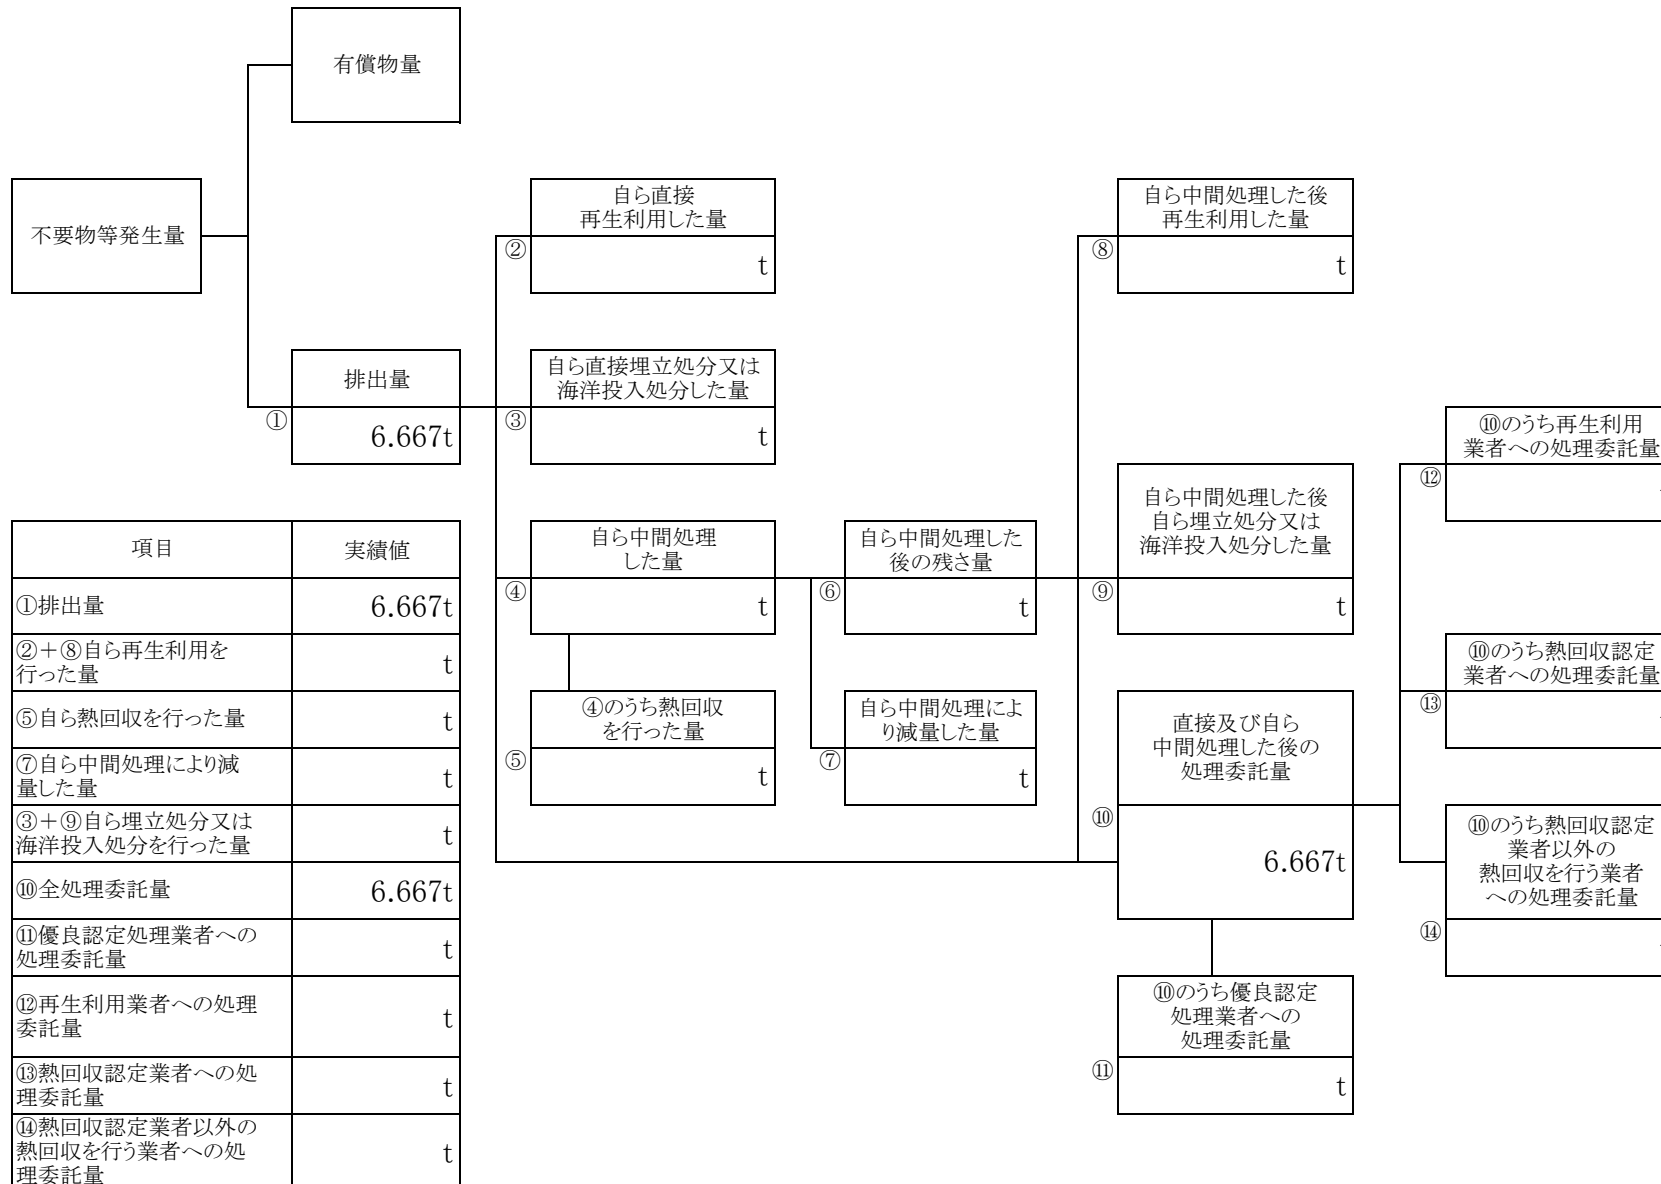 有償物量
不要物等発生量
自ら直接
再生利用した量
②
t
自ら中間処理した後
再生利用した量
⑧
t
排出量
①
6.667t
自ら直接埋立処分又は
海洋投入処分した量
③
t
⑩のうち再生利用
業者への処理委託量
⑫
自ら中間処理
した量
④
t
自ら中間処理した
後の残さ量
⑥
t
自ら中間処理した後
自ら埋立処分又は
海洋投入処分した量
⑨
t
⑩のうち熱回収認定
業者への処理委託量
⑬
④のうち熱回収
を行った量
⑤
t
自ら中間処理によ
り減量した量
⑦
t
直接及び自ら
中間処理した後の
処理委託量
⑩
6.667t
⑩のうち熱回収認定
業者以外の
熱回収を行う業者
への処理委託量
⑭
⑩のうち優良認定
処理業者への
処理委託量
⑪
t
項目 実績値
①排出量 6.667t
②+⑧自ら再生利用を
行った量 t
⑤自ら熱回収を行った量 t
⑦自ら中間処理により減
量した量 t
③+⑨自ら埋立処分又は
海洋投入処分を行った量 t
⑩全処理委託量 6.667t
⑪優良認定処理業者への
処理委託量 t
⑫再生利用業者への処理
委託量 t
⑬熱回収認定業者への処
理委託量 t
⑭熱回収認定業者以外の
熱回収を行う業者への処
理委託量 t